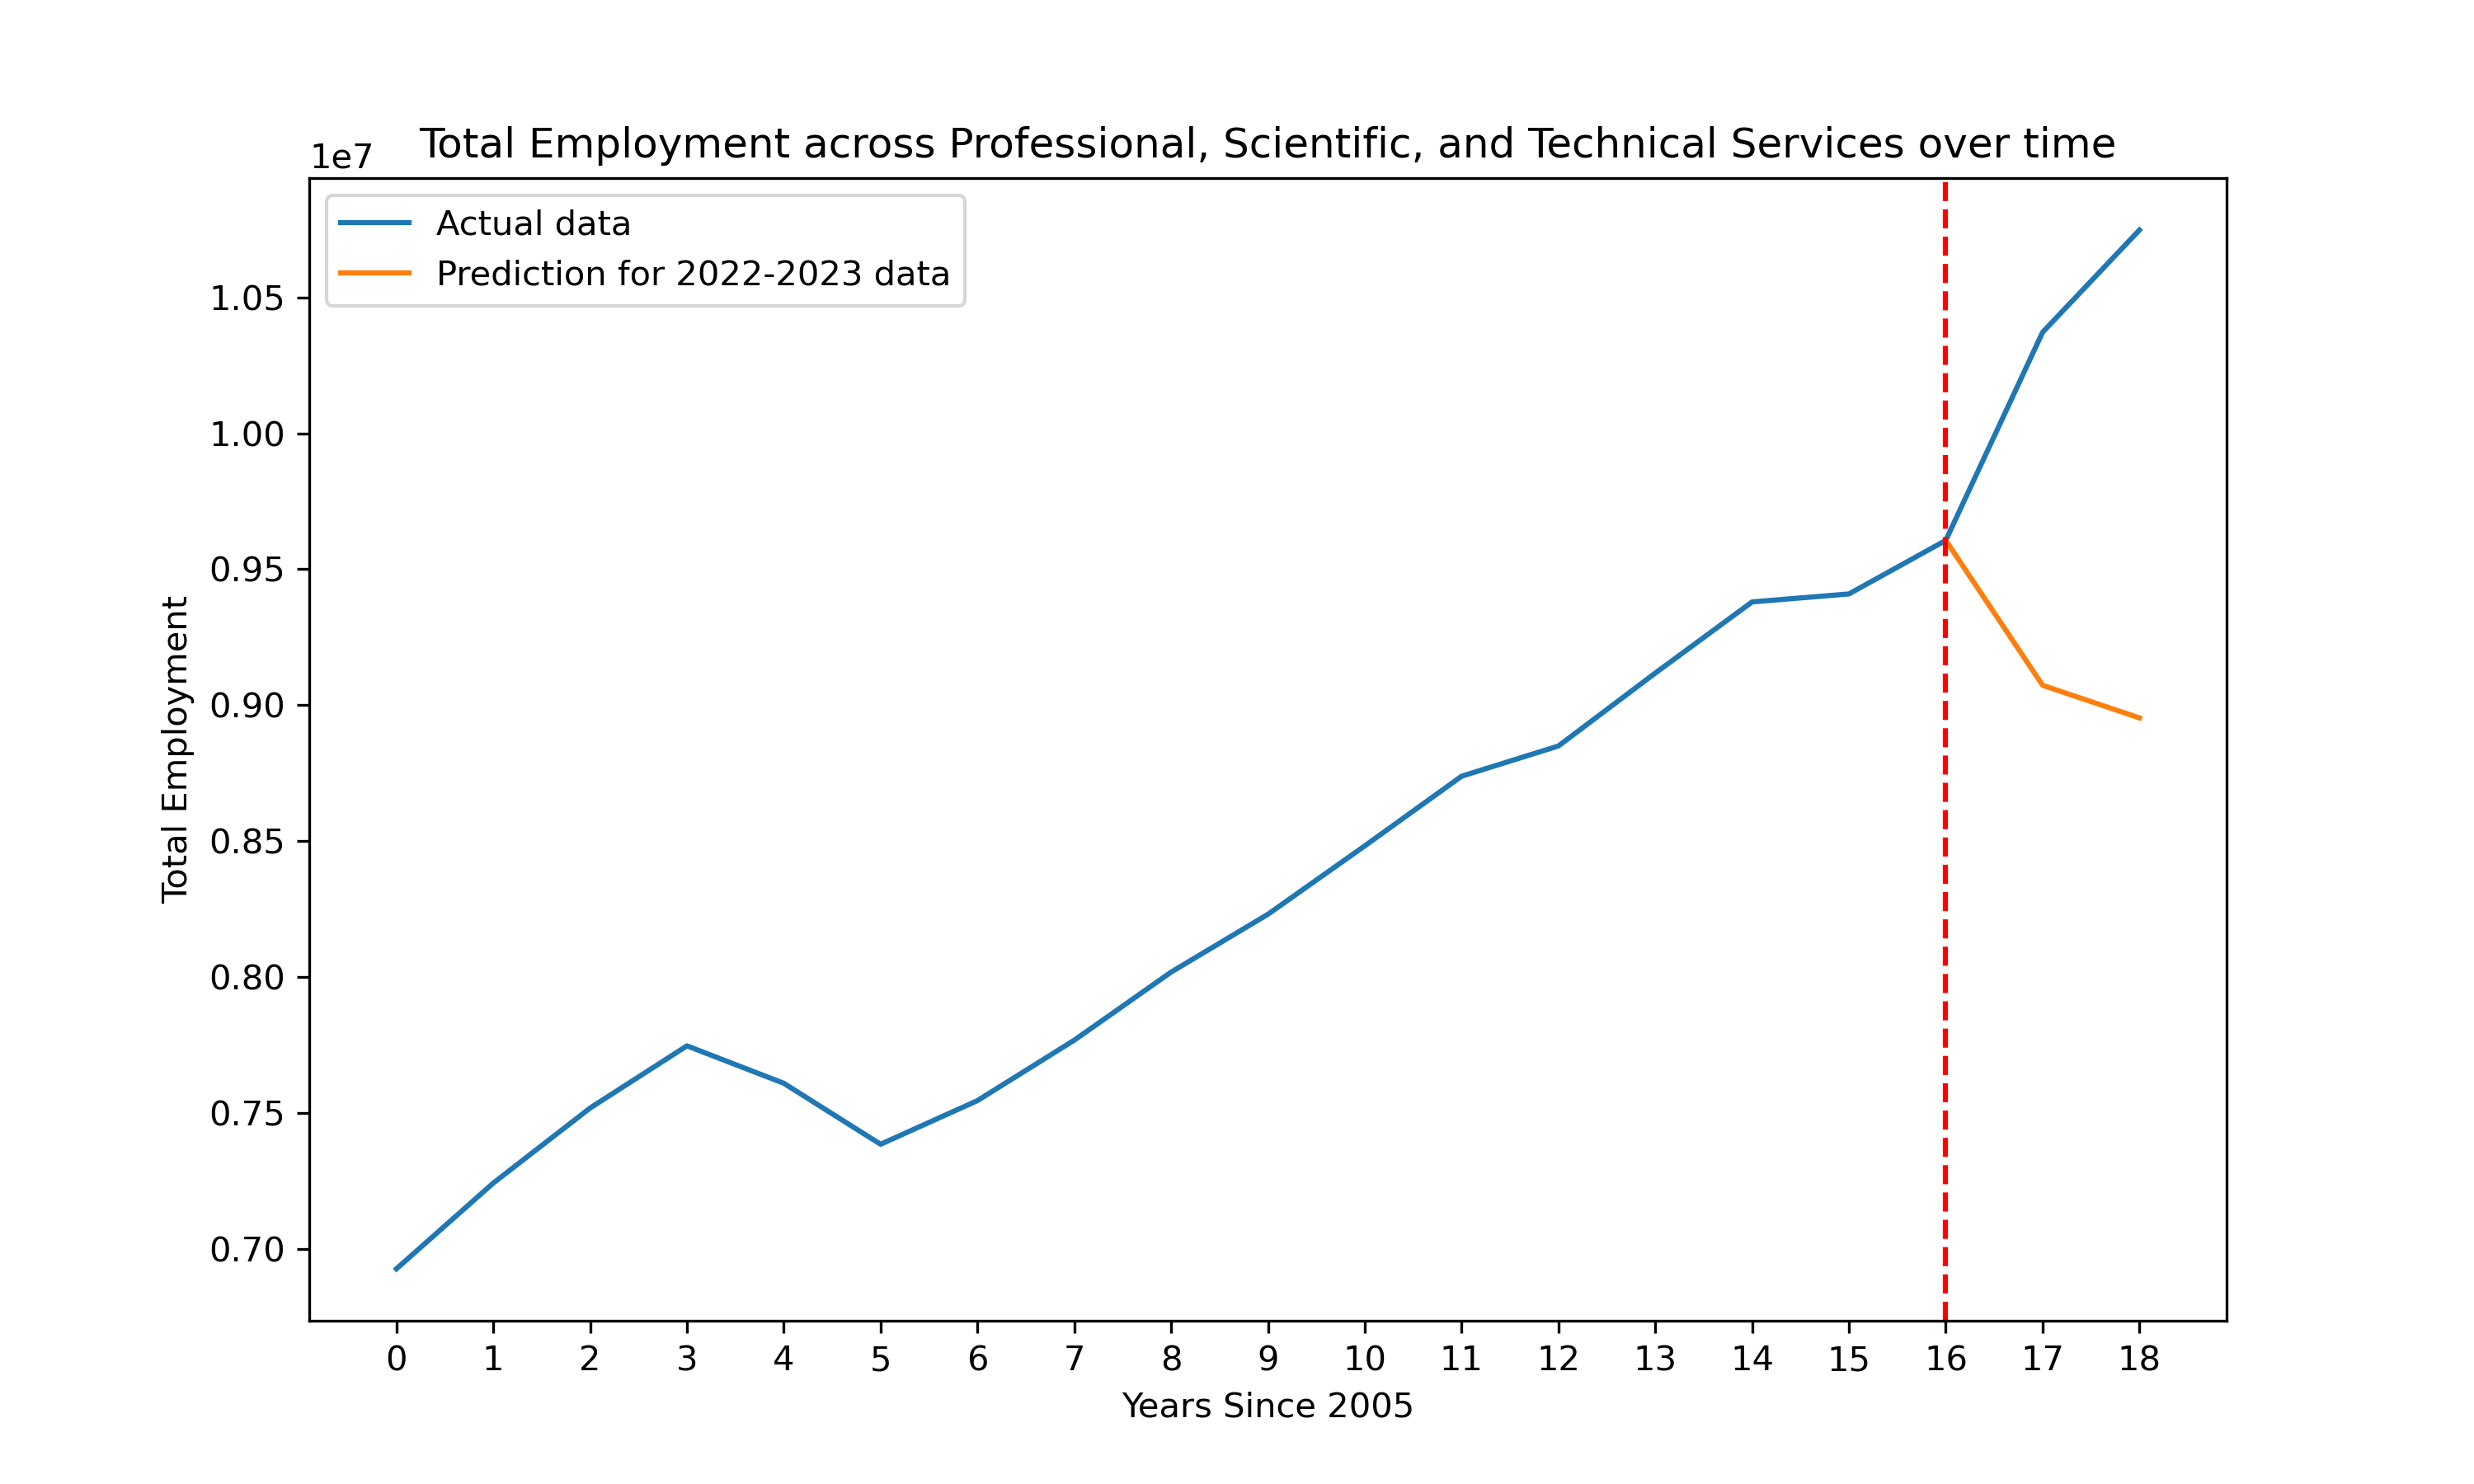 Total Employment across Professional, Scientific, and Technical Services over time
1e7
Actual data
Prediction for 2022-2023 data
1.05
1.00
0.95
0.90
0.85
0.80
0.75
0.70
Total Employment
0 1 2 3 4 5 6 7 8 9 10 11 12 13 14 15 16 17 18
Years Since 2005